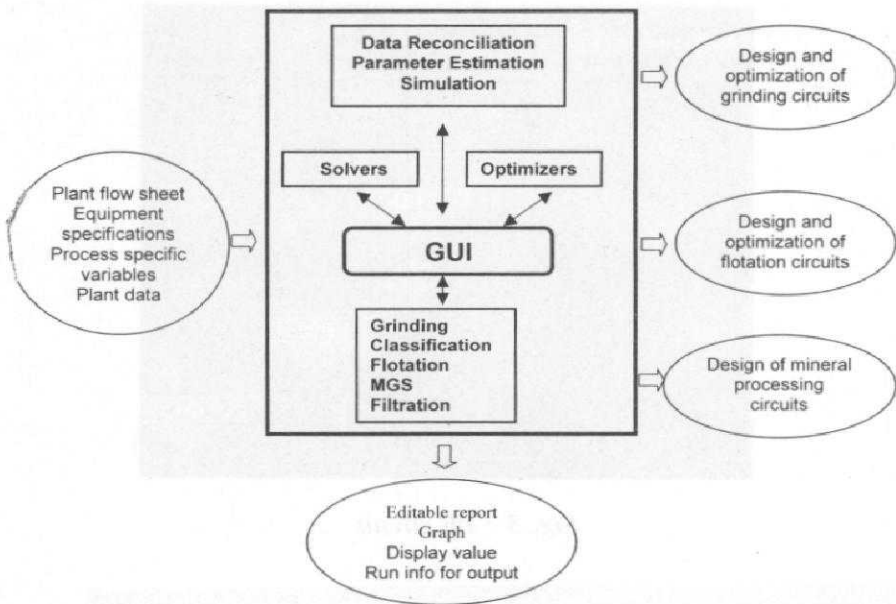 Data Reconciliation
Parameter Estimation
Simulation
Design and
optimization of
grinding circuits
Solvers
Optimizers
Plant flow sheet
Equipment
specifications
Process specific
variables
Plant data
GUI
Design and
optimization of
flotation circuits
Grinding
Classification
Flotation
MGS
Filtration
Design of mineral
processing
circuits
Editable report
Graph
Display value
Run info for output